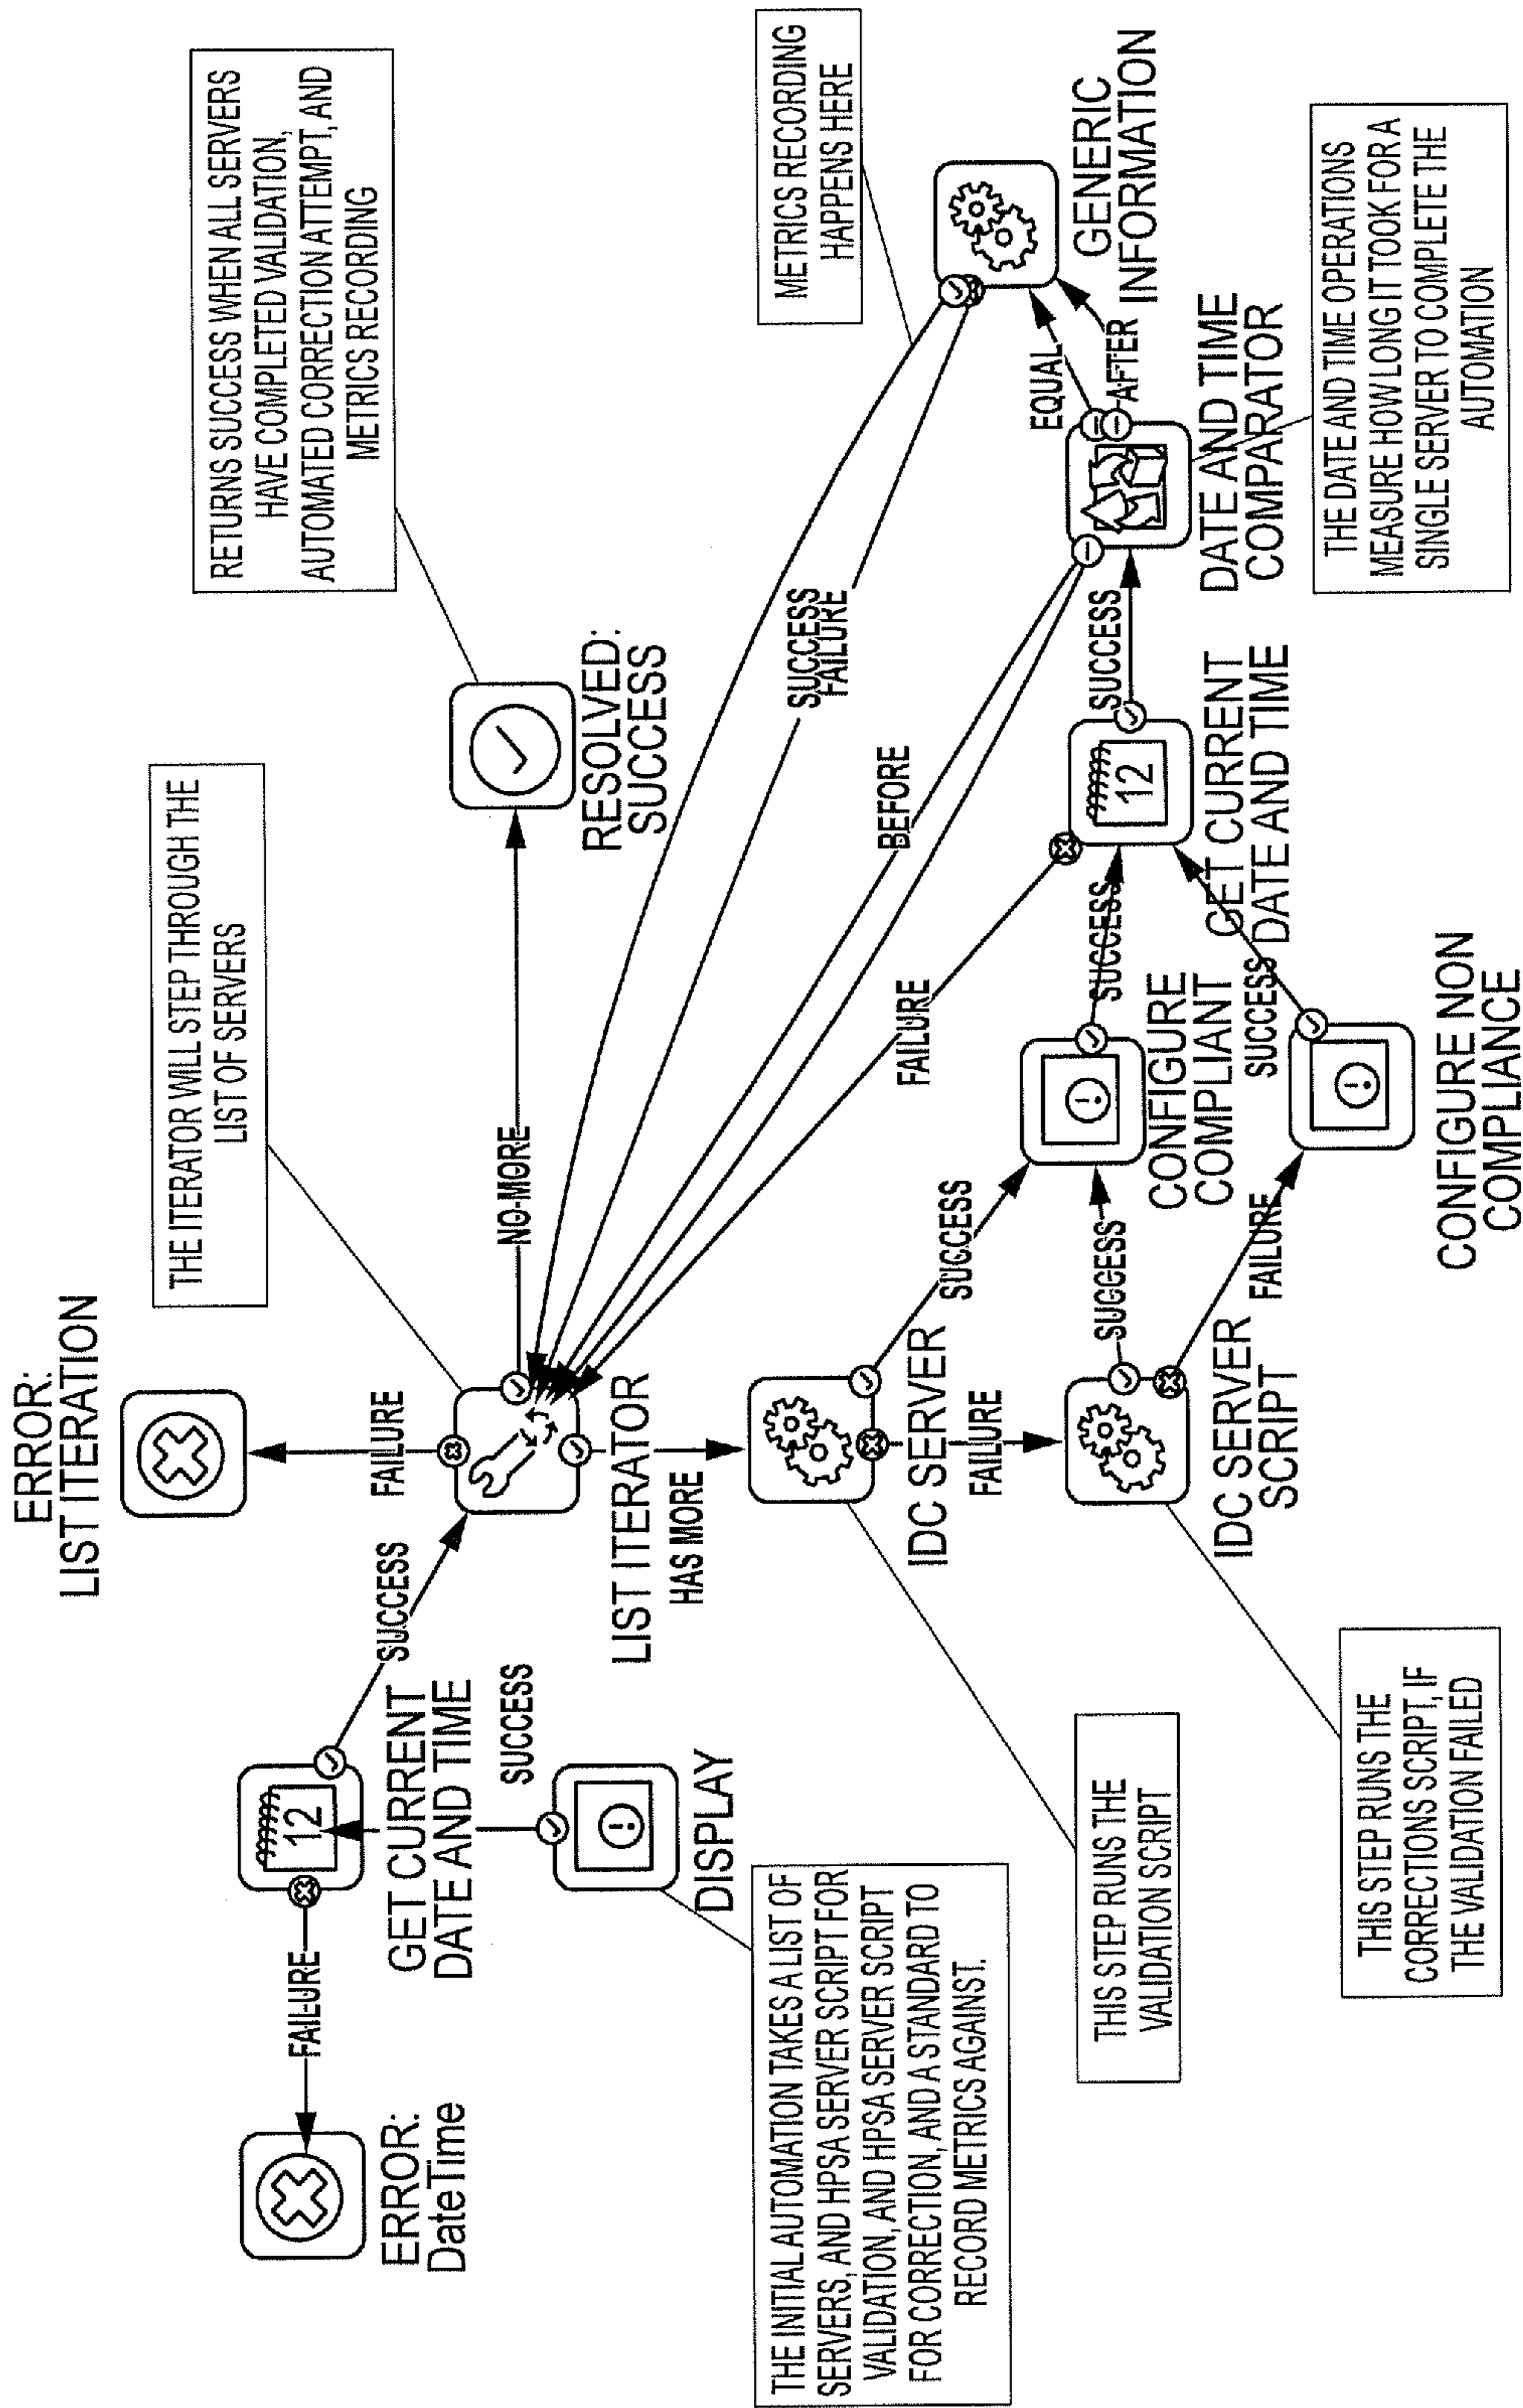 ERROR:
LIST ITERATION
ERROR:
DateTime
FAILURE
GET CURRENT
DATE AND TIME
12
SUCCESS
SUCCESS
DISPLAY
THE INITIAL AUTOMATION TAKES A LIST OF
SERVERS, AND HPSA SERVER SCRIPT FOR
VALIDATION, AND HPSA SERVER SCRIPT
FOR CORRECTION, AND A STANDARD TO
RECORD METRICS AGAINST.
FAILURE
THE ITERATOR WILL STEP THROUGH THE
LIST OF SERVERS
LIST ITERATOR
HAS MORE
NO MORE
RESOLVED:
SUCCESS
RETURNS SUCCESS WHEN ALL SERVERS
HAVE COMPLETED VALIDATION,
AUTOMATED CORRECTION ATTEMPT, AND
METRICS RECORDING
IDC SERVER
THIS STEP RUNS THE
VALIDATION SCRIPT
SUCCESS
FAILURE
IDC SERVER
SCRIPT
THIS STEP RUNS THE
CORRECTIONS SCRIPT, IF
THE VALIDATION FAILED
SUCCESS
FAILURE
CONFIGURE
COMPLIANT
CONFIGURE NON
COMPLIANCE
SUCCESS
SUCCESS
FAILURE
12
GET CURRENT
DATE AND TIME
SUCCESS
BEFORE
DATE AND TIME
COMPARATOR
THE DATE AND TIME OPERATIONS
MEASURE HOW LONG IT TOOK FOR A
SINGLE SERVER TO COMPLETE THE
AUTOMATION
EQUAL
AFTER
SUCCESS
FAILURE
GENERIC
INFORMATION
METRICS RECORDING
HAPPENS HERE